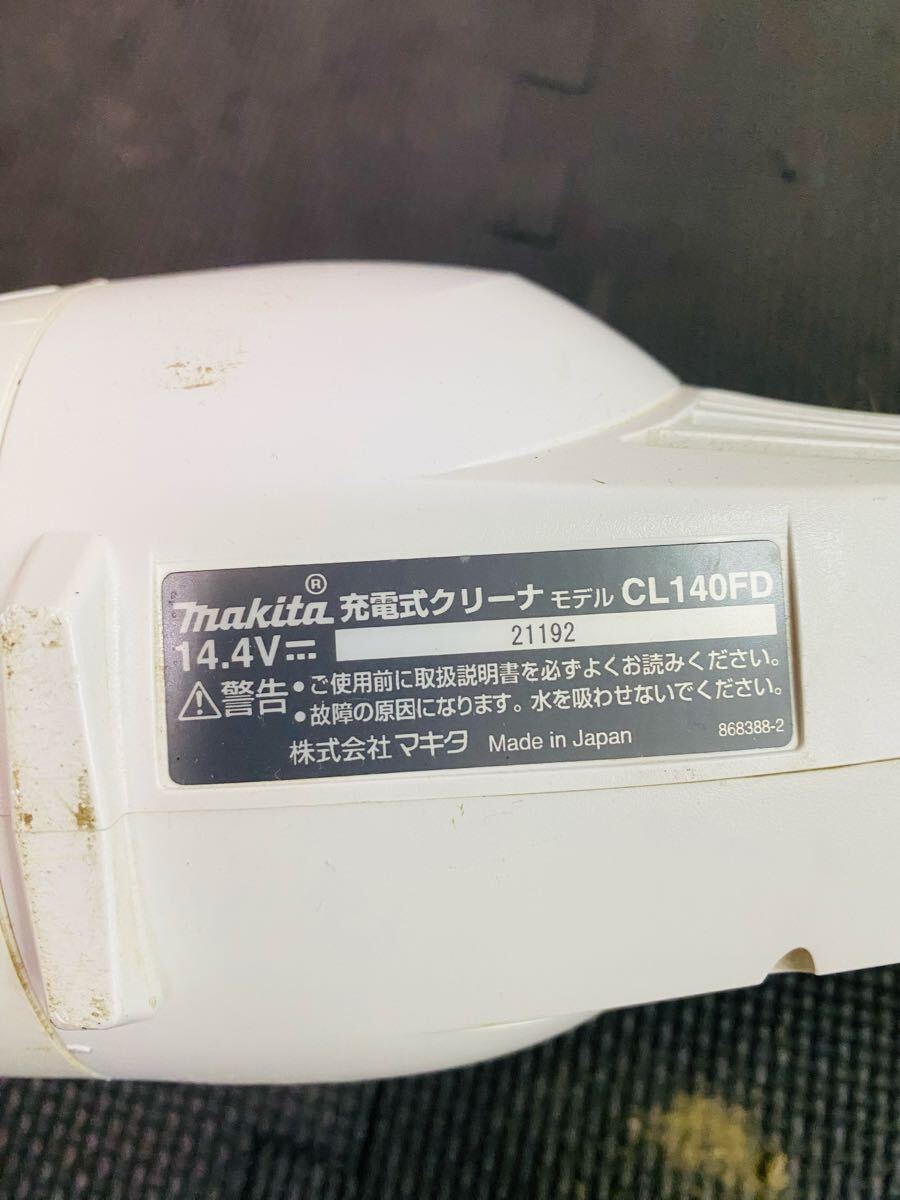 makita® 充電式クリーナ モデル CL140FD
14.4V⎓ 21192
⚠警告 •ご使用前に取扱説明書を必ずよくお読みください。
•故障の原因になります。水を吸わせないでください。
株式会社 マキタ Made in Japan 868388-2